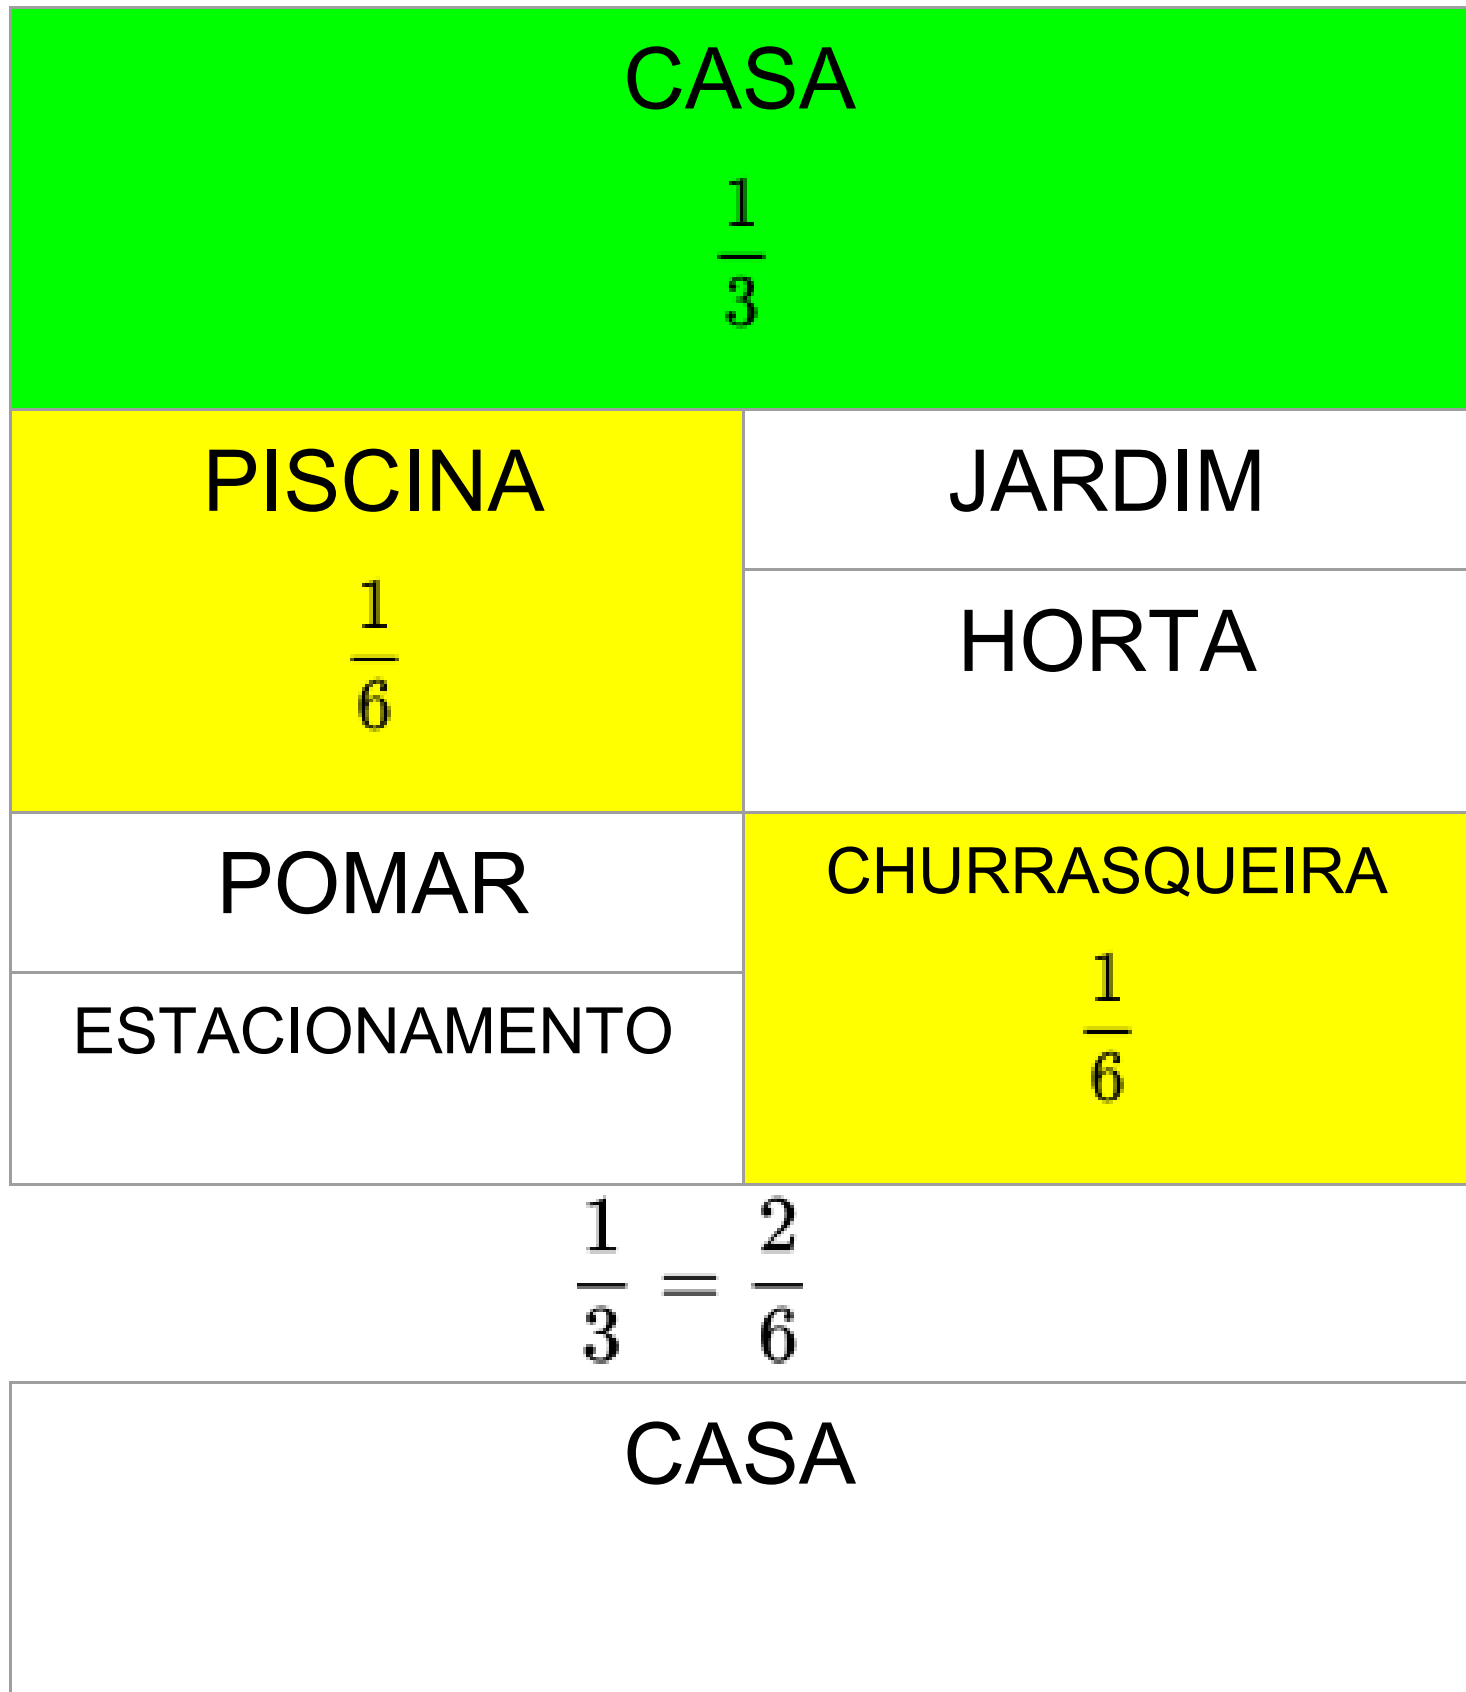 CASA
1
3
PISCINA
JARDIM
1
6
HORTA
POMAR
CHURRASQUEIRA
1
6
ESTACIONAMENTO
1/3 = 2/6
CASA